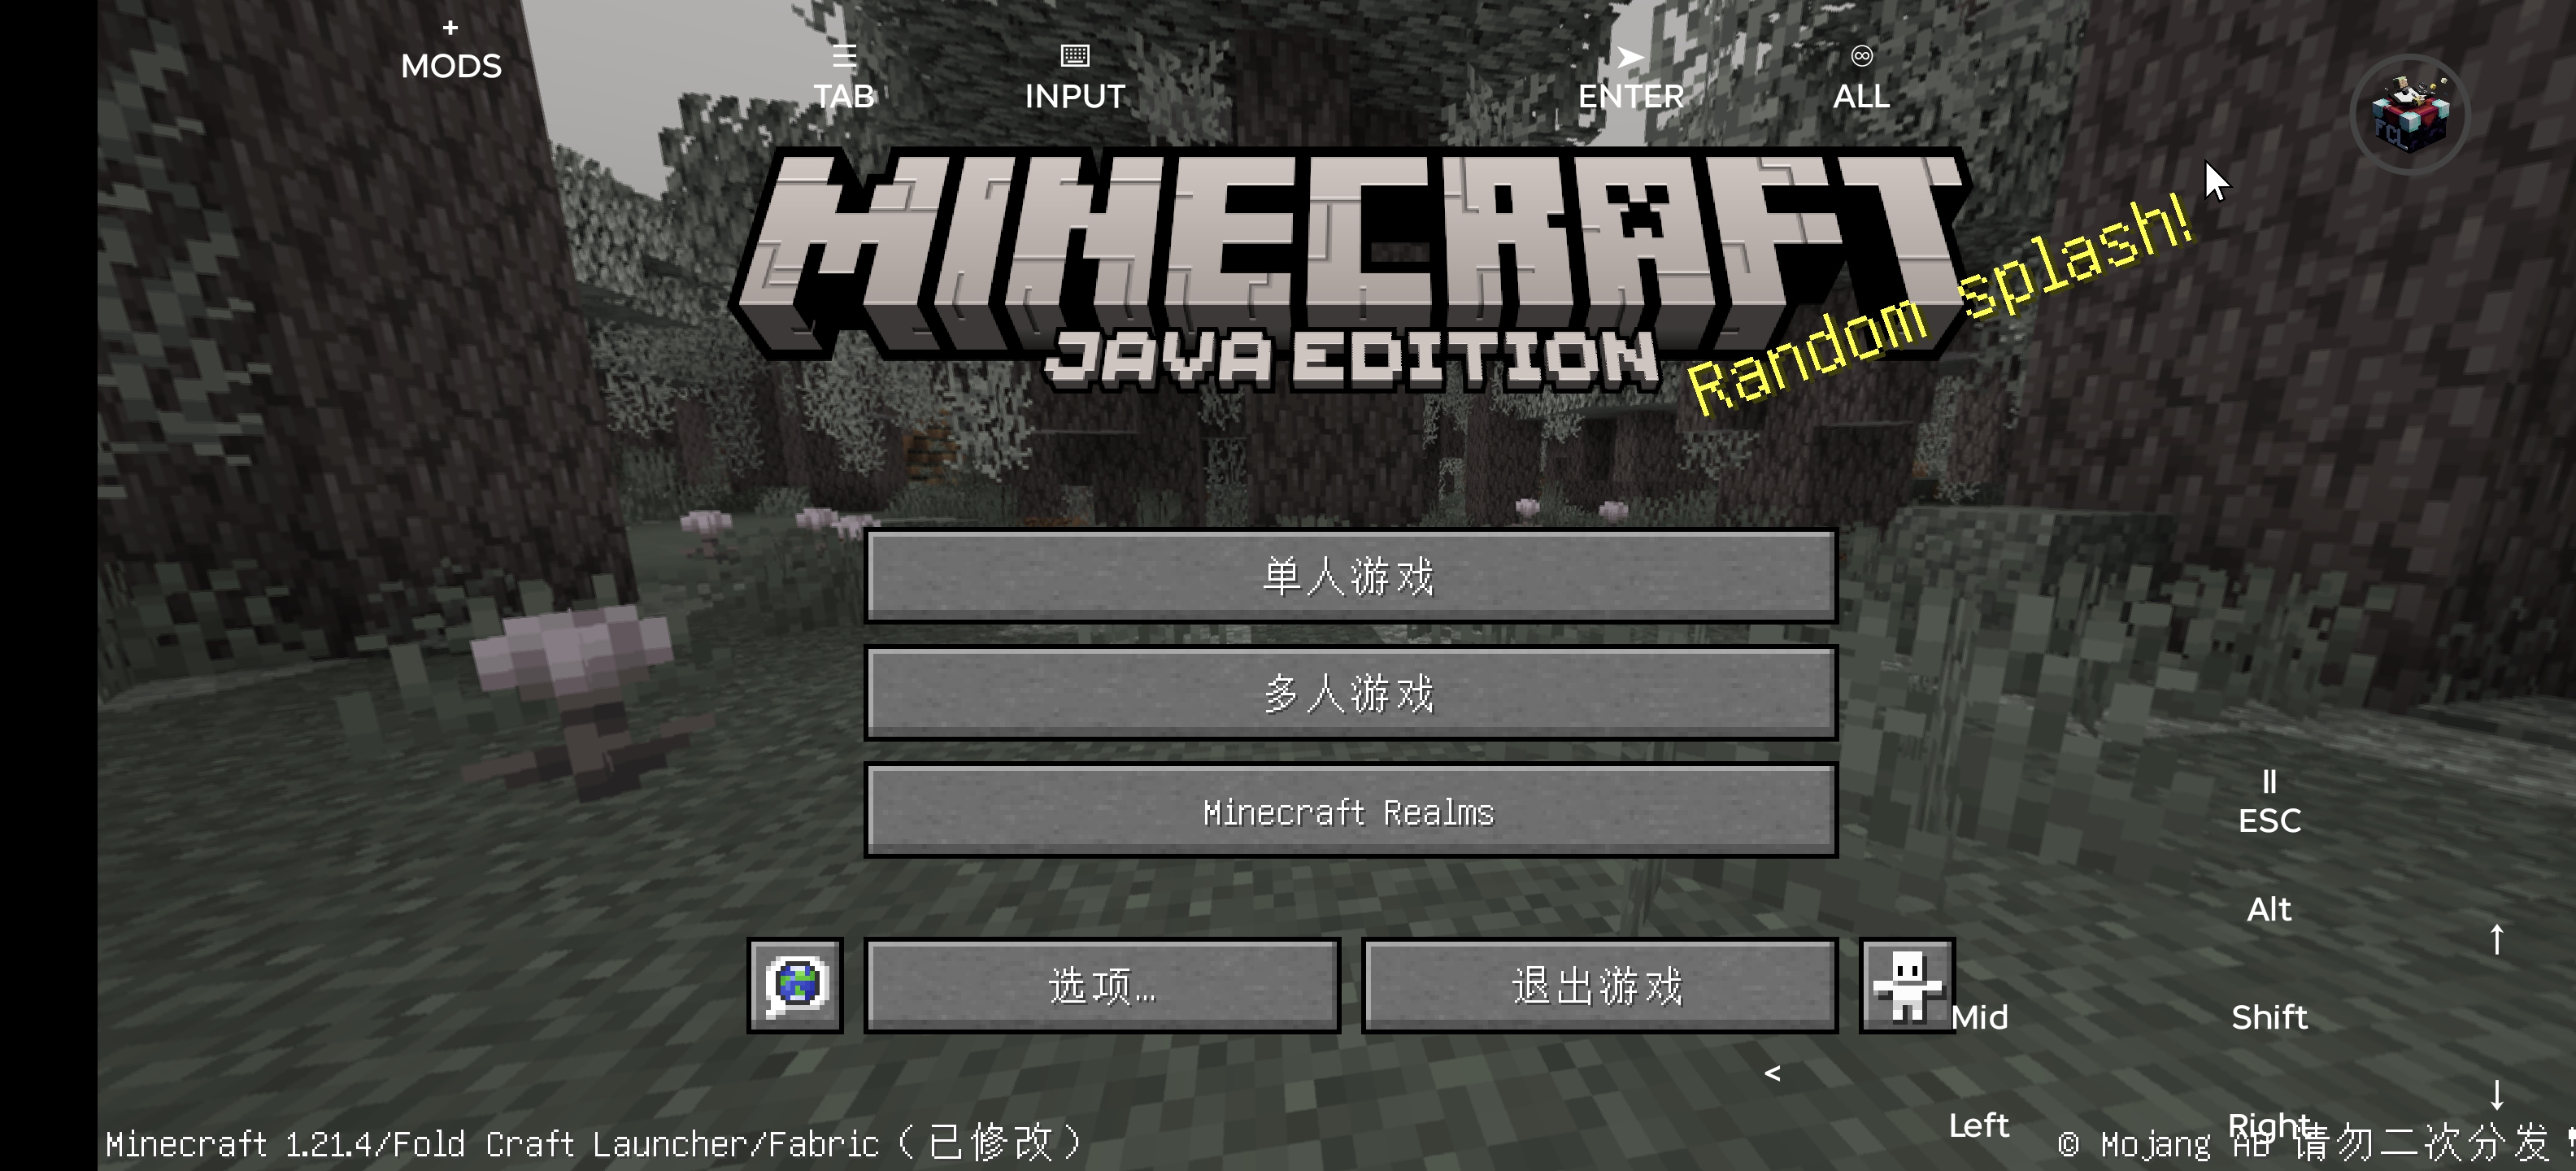 +
MODS
TAB
INPUT
ENTER
ALL
FCL
MINECRAFT
JAVA EDITION
Random splash!
单人游戏
多人游戏
Minecraft Realms
II
ESC
Alt
↑
选项…
退出游戏
Mid
Shift
<
↓
Left
Right
Minecraft 1.21.4/Fold Craft Launcher/Fabric（已修改）
© Mojang AB 请勿二次分发！